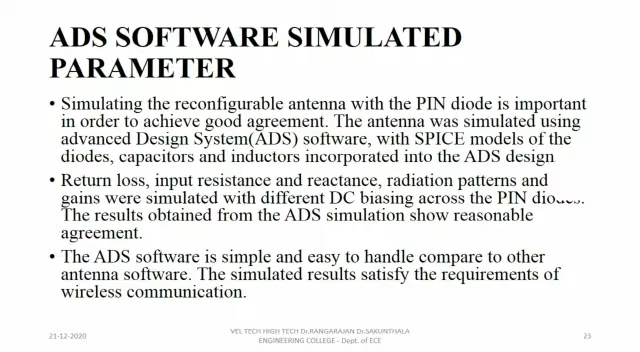 ADS SOFTWARE SIMULATED
PARAMETER
• Simulating the reconfigurable antenna with the PIN diode is important
in order to achieve good agreement. The antenna was simulated using
advanced Design System(ADS) software, with SPICE models of the
diodes, capacitors and inductors incorporated into the ADS design
• Return loss, input resistance and reactance, radiation patterns and
gains were simulated with different DC biasing across the PIN diodes.
The results obtained from the ADS simulation show reasonable
agreement.
• The ADS software is simple and easy to handle compare to other
antenna software. The simulated results satisfy the requirements of
wireless communication.
21-12-2020
VEL TECH HIGH TECH Dr.RANGARAJAN Dr.SAKUNTHALA
ENGINEERING COLLEGE - Dept. of ECE
23